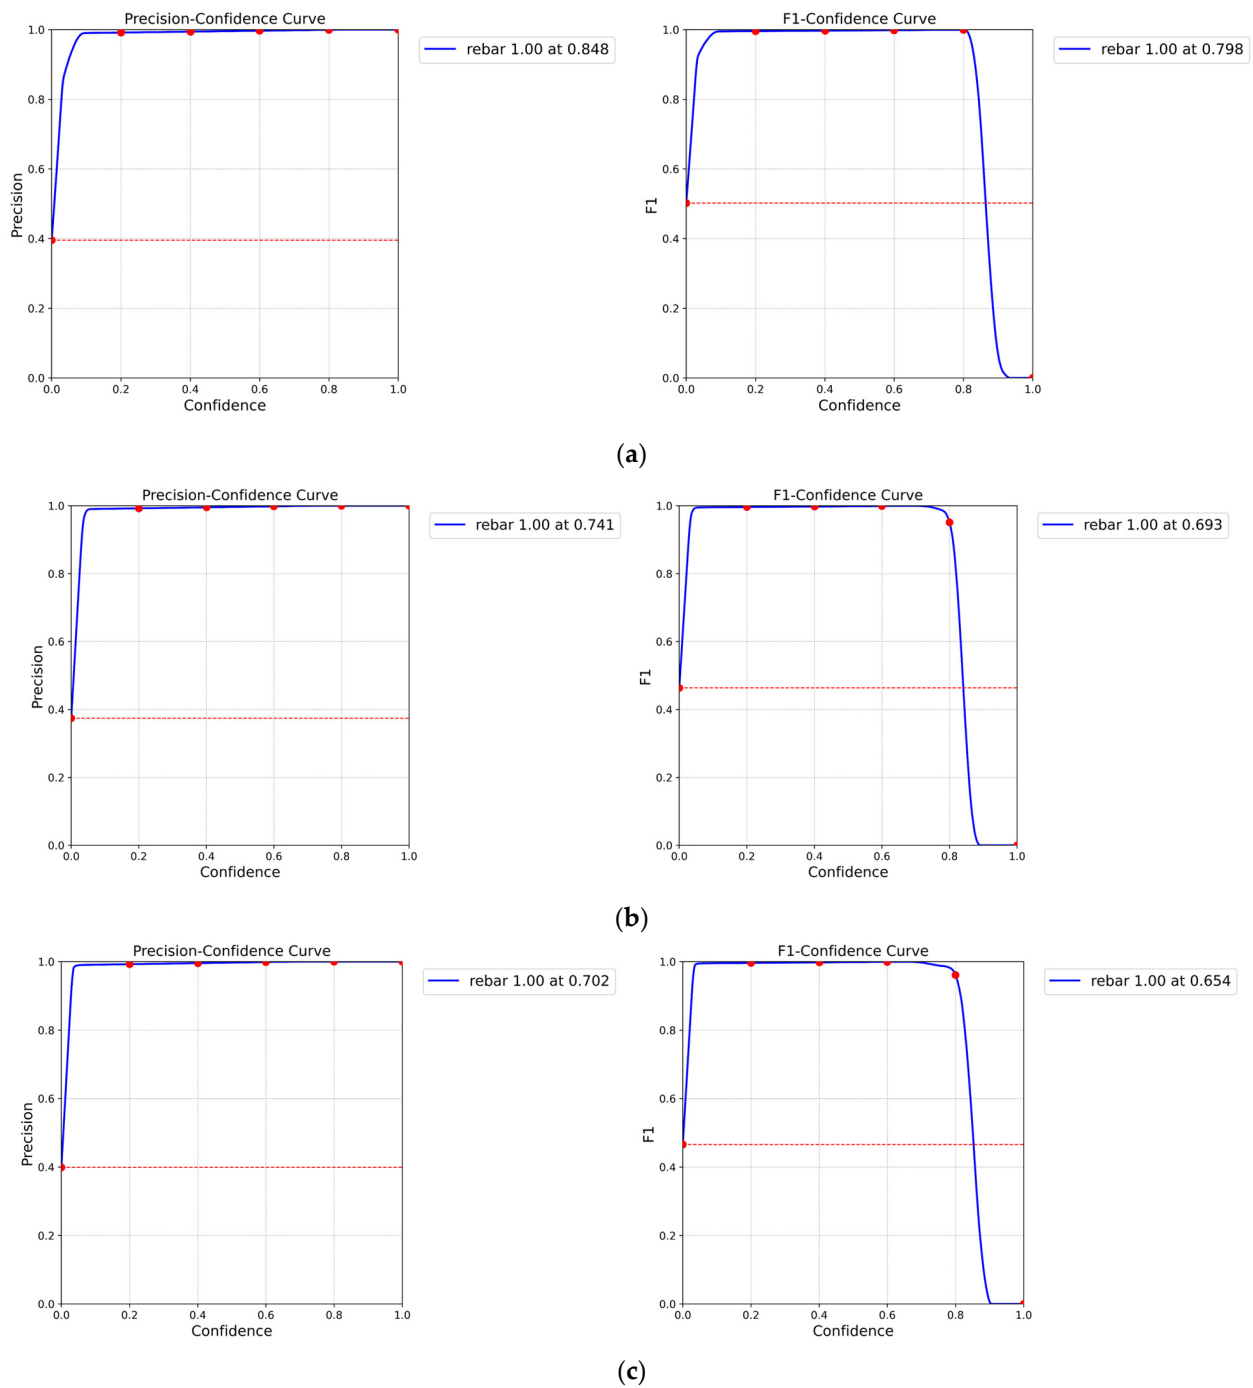 Precision-Confidence Curve
rebar 1.00 at 0.848
Precision
1.0
0.8
0.6
0.4
0.2
0.0
0.0 0.2 0.4 0.6 0.8 1.0
Confidence
F1-Confidence Curve
rebar 1.00 at 0.798
F1
1.0
0.8
0.6
0.4
0.2
0.0
0.0 0.2 0.4 0.6 0.8 1.0
Confidence
(a)
Precision-Confidence Curve
rebar 1.00 at 0.741
Precision
1.0
0.8
0.6
0.4
0.2
0.0
0.0 0.2 0.4 0.6 0.8 1.0
Confidence
F1-Confidence Curve
rebar 1.00 at 0.693
F1
1.0
0.8
0.6
0.4
0.2
0.0
0.0 0.2 0.4 0.6 0.8 1.0
Confidence
(b)
Precision-Confidence Curve
rebar 1.00 at 0.702
Precision
1.0
0.8
0.6
0.4
0.2
0.0
0.0 0.2 0.4 0.6 0.8 1.0
Confidence
F1-Confidence Curve
rebar 1.00 at 0.654
F1
1.0
0.8
0.6
0.4
0.2
0.0
0.0 0.2 0.4 0.6 0.8 1.0
Confidence
(c)